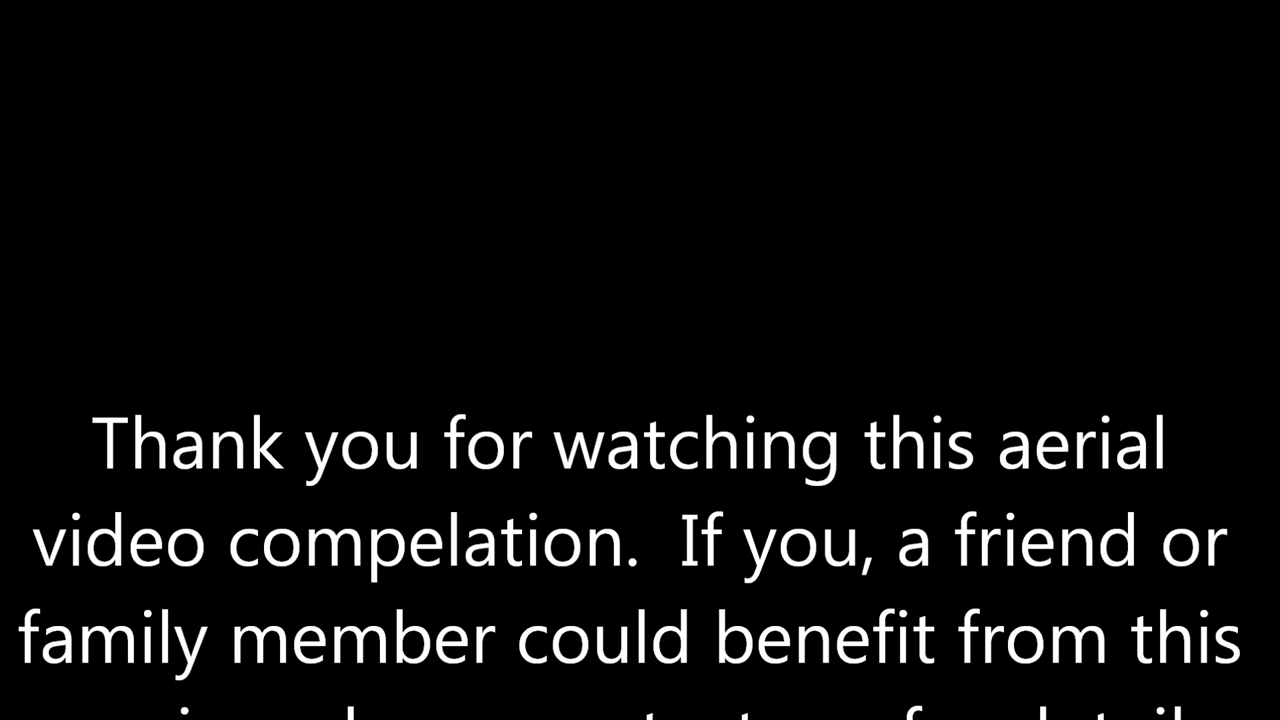 Thank you for watching this aerial
video compelation.  If you, a friend or
family member could benefit from this